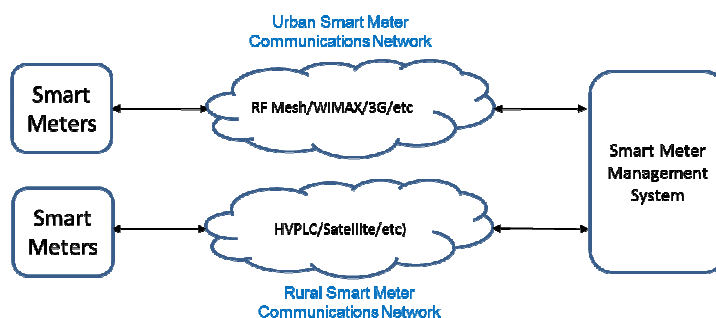 Urban Smart Meter
Communications Network
Smart
Meters
RF Mesh/WIMAX/3G/etc
Smart Meter
Management
System
Smart
Meters
HVPLC/Satellite/etc)
Rural Smart Meter
Communications Network